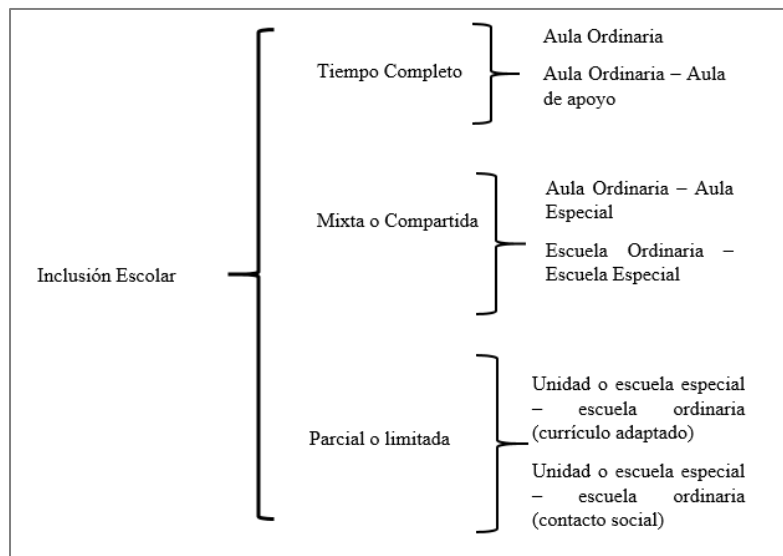 Inclusión Escolar
Tiempo Completo
Aula Ordinaria
Aula Ordinaria – Aula
de apoyo
Mixta o Compartida
Aula Ordinaria – Aula
Especial
Escuela Ordinaria –
Escuela Especial
Parcial o limitada
Unidad o escuela especial
– escuela ordinaria
(currículo adaptado)
Unidad o escuela especial
– escuela ordinaria
(contacto social)